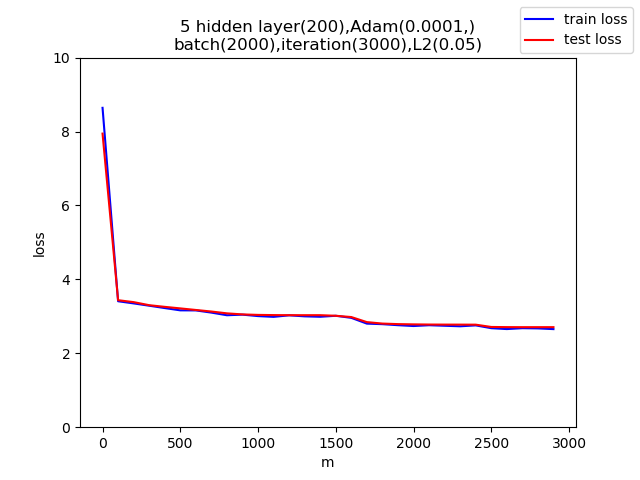 5 hidden layer(200),Adam(0.0001,)
batch(2000),iteration(3000),L2(0.05)
train loss
test loss
10
8
6
4
2
0
loss
0 500 1000 1500 2000 2500 3000
m